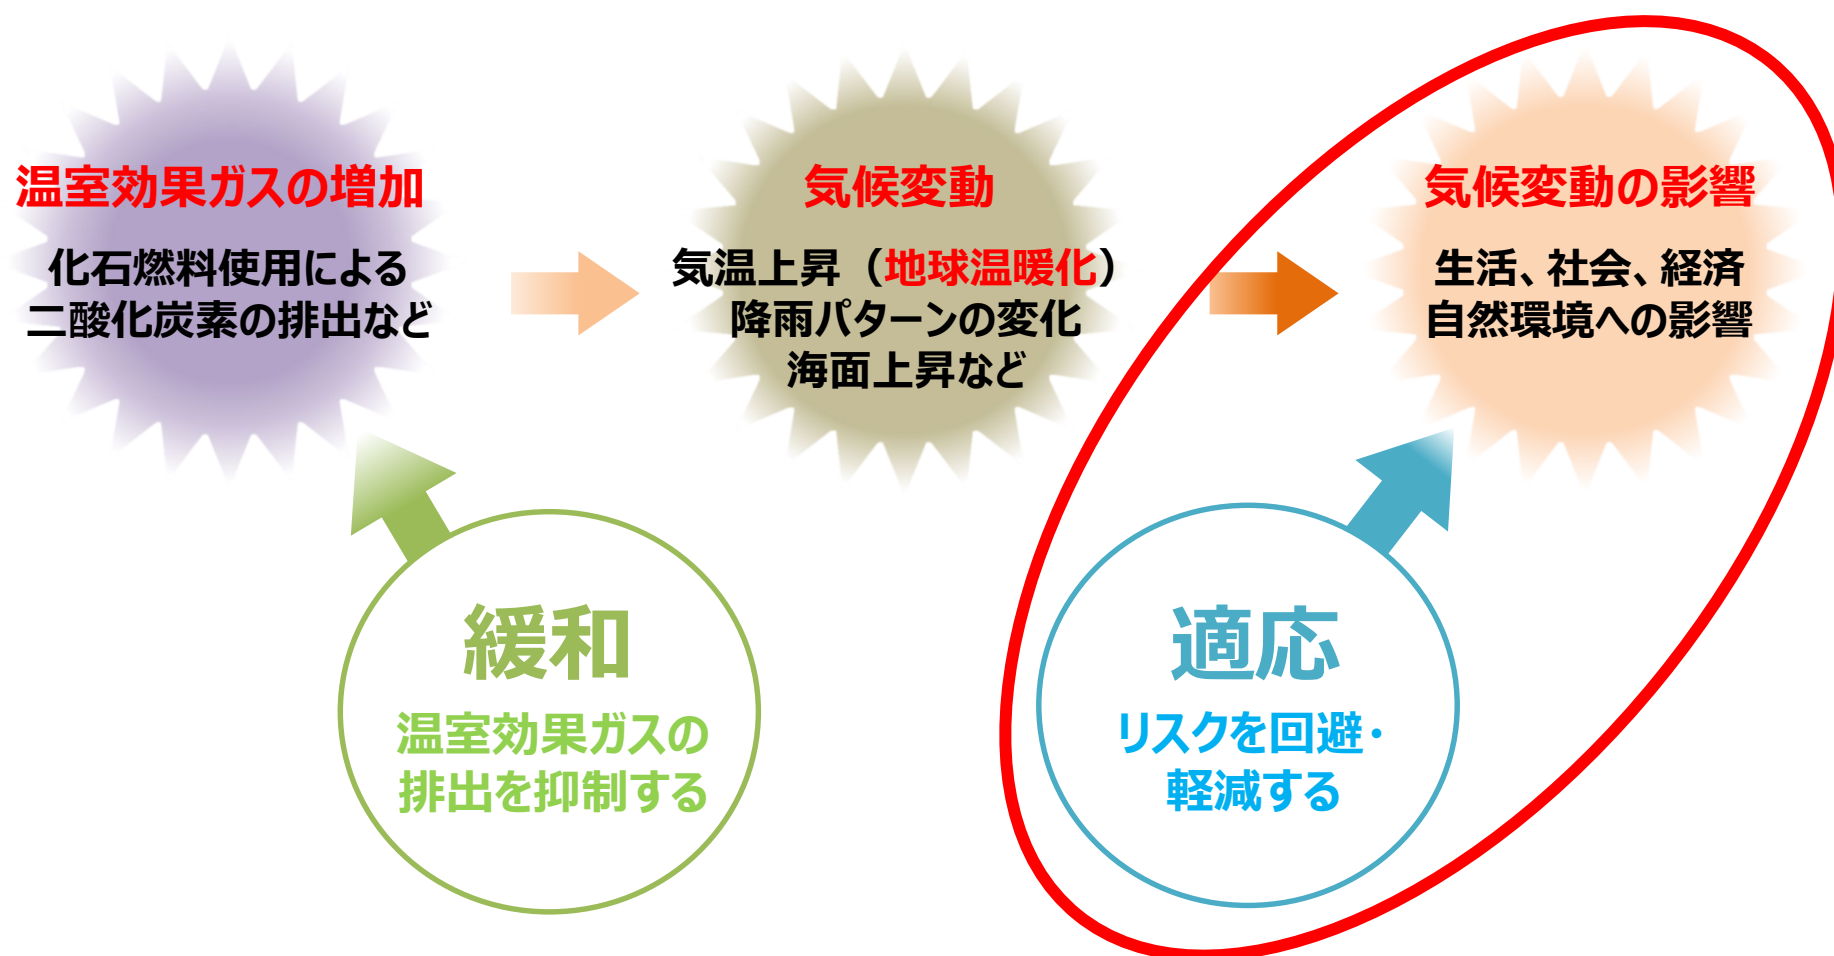 温室効果ガスの増加
化石燃料使用による
二酸化炭素の排出など
気候変動
気温上昇（地球温暖化）
降雨パターンの変化
海面上昇など
気候変動の影響
生活、社会、経済
自然環境への影響
緩和
温室効果ガスの
排出を抑制する
適応
リスクを回避・
軽減する